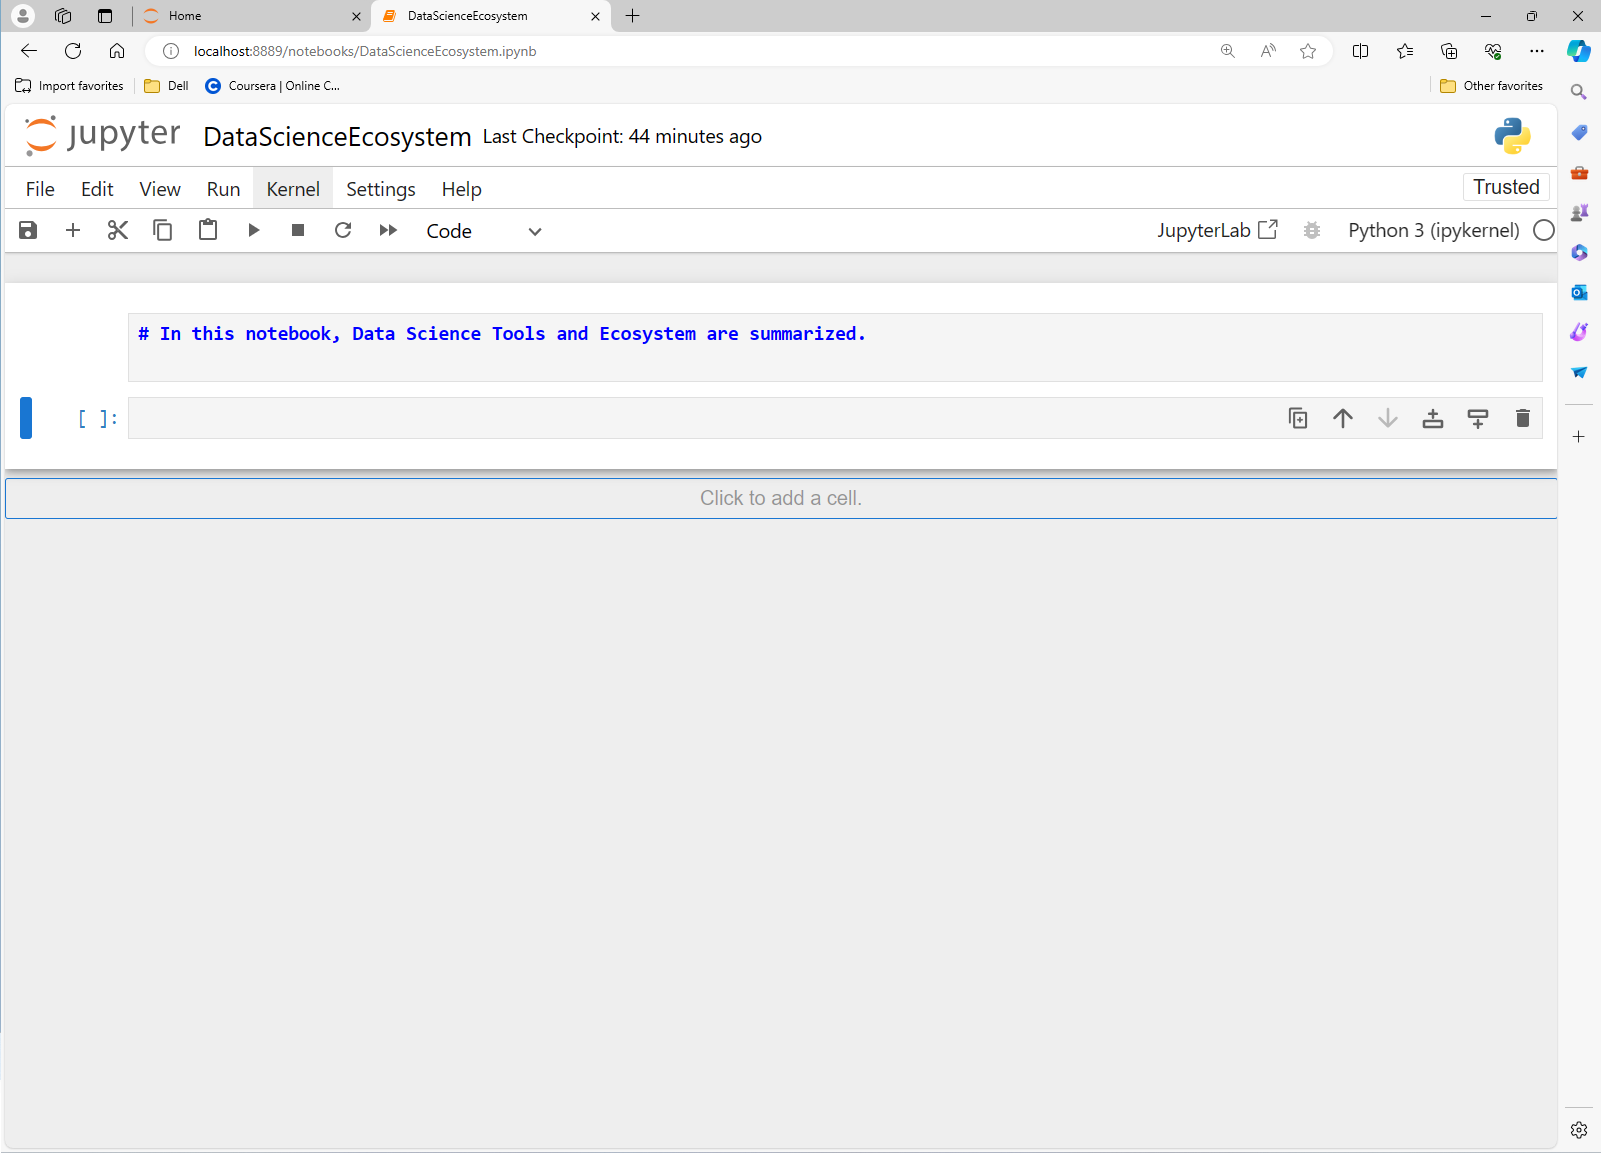 Home
DataScienceEcosystem
localhost:8889/notebooks/DataScienceEcosystem.ipynb
Import favorites
Dell
Coursera | Online C...
Other favorites
jupyter
DataScienceEcosystem
Last Checkpoint: 44 minutes ago
File Edit View Run Kernel Settings Help
Trusted
Code
JupyterLab
Python 3 (ipykernel)
# In this notebook, Data Science Tools and Ecosystem are summarized.
[ ]:
Click to add a cell.